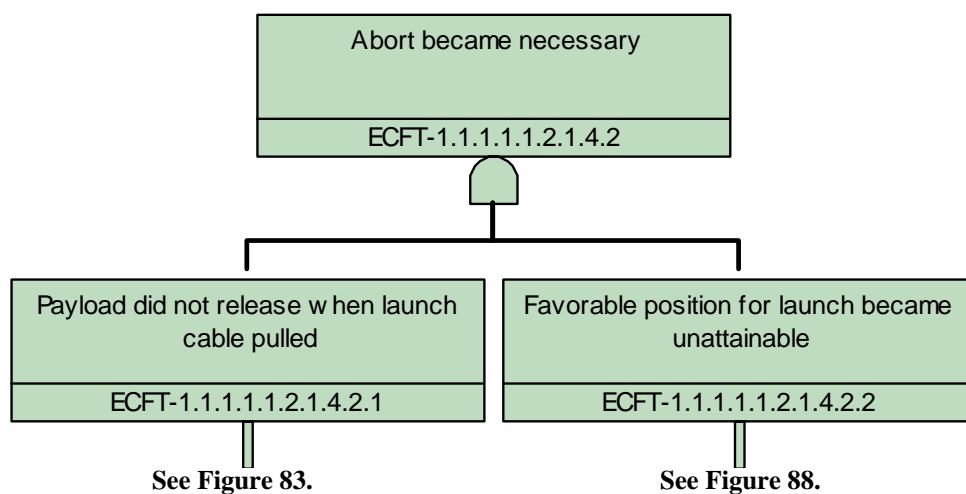 Abort became necessary
ECFT-1.1.1.1.1.2.1.4.2
Payload did not release when launch
cable pulled
ECFT-1.1.1.1.1.2.1.4.2.1
See Figure 83.
Favorable position for launch became
unattainable
ECFT-1.1.1.1.1.2.1.4.2.2
See Figure 88.